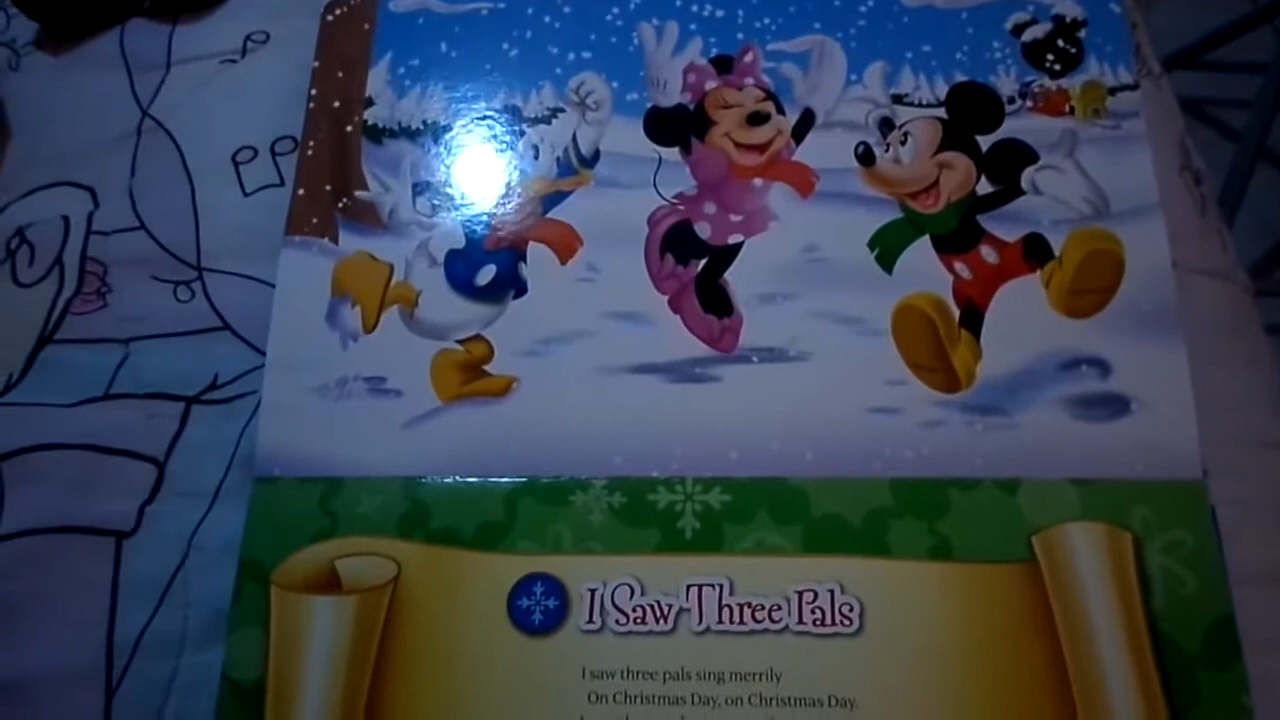 I Saw Three Pals
I saw three pals sing merrily
On Christmas Day, on Christmas Day.